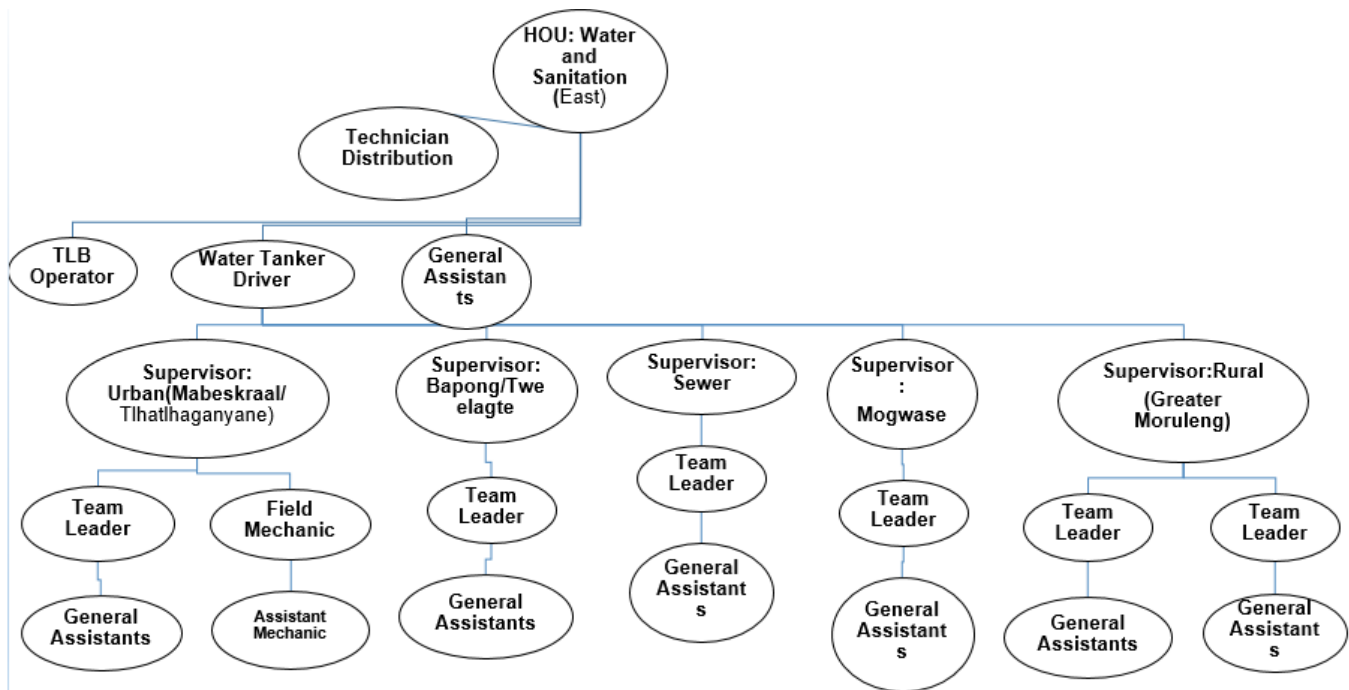 HOU: Water
and
Sanitation
(East)
Technician
Distribution
TLB
Operator
Water Tanker
Driver
General
Assistan
ts
Supervisor:
Urban(Mabeskraal/
Tlhatlhaganyane)
Supervisor:
Bapong/Twe
elagte
Supervisor:
Sewer
Supervisor
:
Mogwase
Supervisor:Rural
(Greater
Moruleng)
Team
Leader
Field
Mechanic
Team
Leader
Team
Leader
Team
Leader
Team
Leader
Team
Leader
General
Assistants
Assistant
Mechanic
General
Assistants
General
Assistant
s
General
Assistant
s
General
Assistants
General
Assistant
s